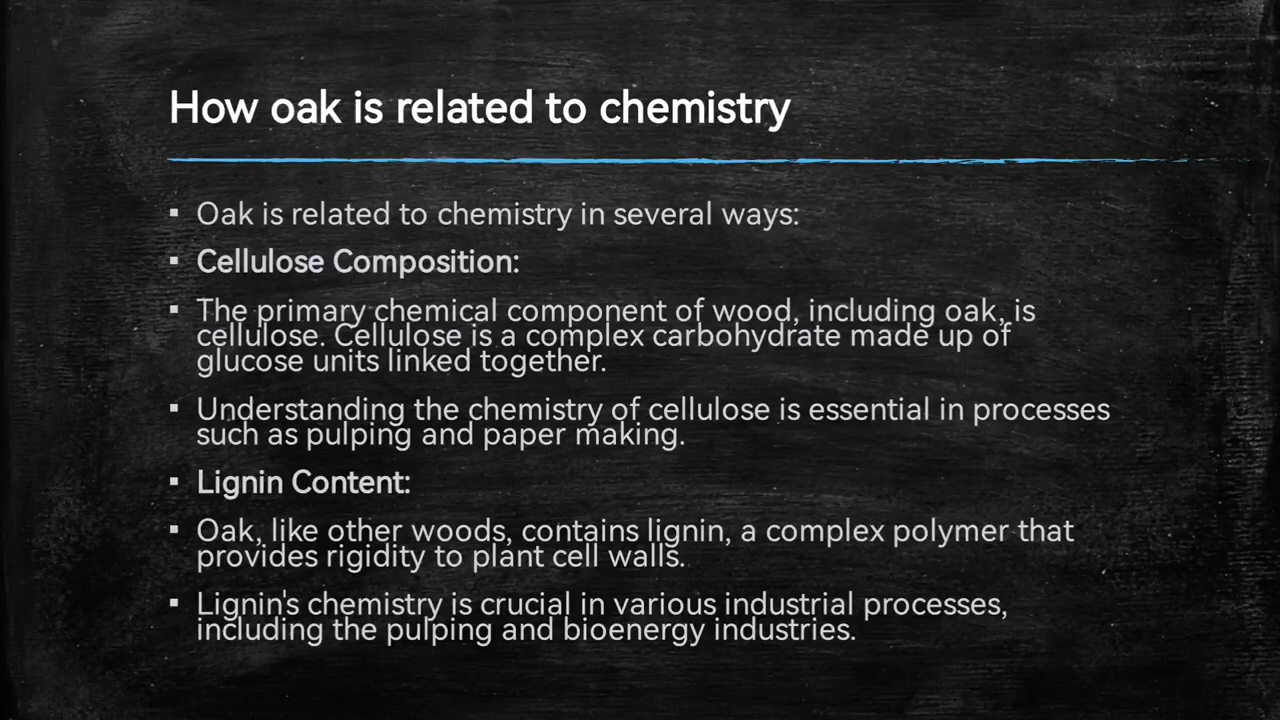 How oak is related to chemistry
▪ Oak is related to chemistry in several ways:
▪ Cellulose Composition:
▪ The primary chemical component of wood, including oak, is
cellulose. Cellulose is a complex carbohydrate made up of
glucose units linked together.
▪ Understanding the chemistry of cellulose is essential in processes
such as pulping and paper making.
▪ Lignin Content:
▪ Oak, like other woods, contains lignin, a complex polymer that
provides rigidity to plant cell walls.
▪ Lignin's chemistry is crucial in various industrial processes,
including the pulping and bioenergy industries.